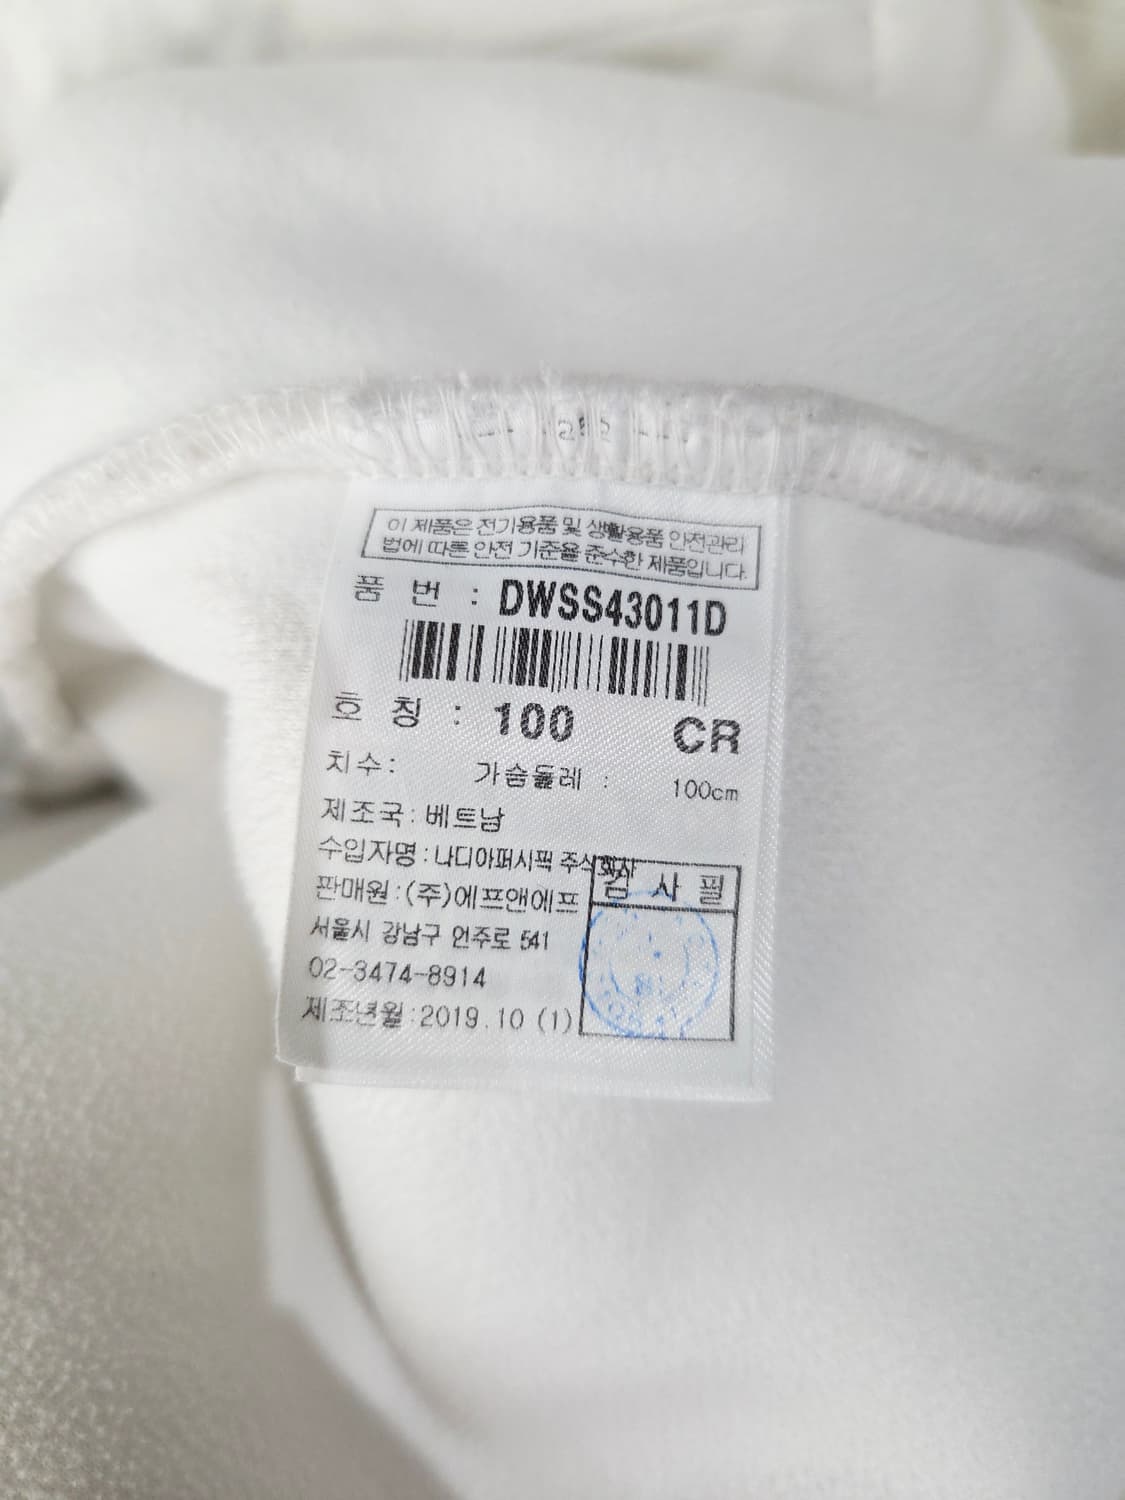 이 제품은 전기용품 및 생활용품 안전관리
법에 따른 안전 기준을 준수한 제품입니다.
품 번 : DWSS43011D
호 칭 : 100 CR
치수: 가슴둘레 : 100cm
제조국: 베트남
수입자명 : 나디아퍼시픽 주식회사
검 사 필
판매원 : (주)에프앤에프
서울시 강남구 언주로 541
02-3474-8914
제조년월 : 2019.10 (1)